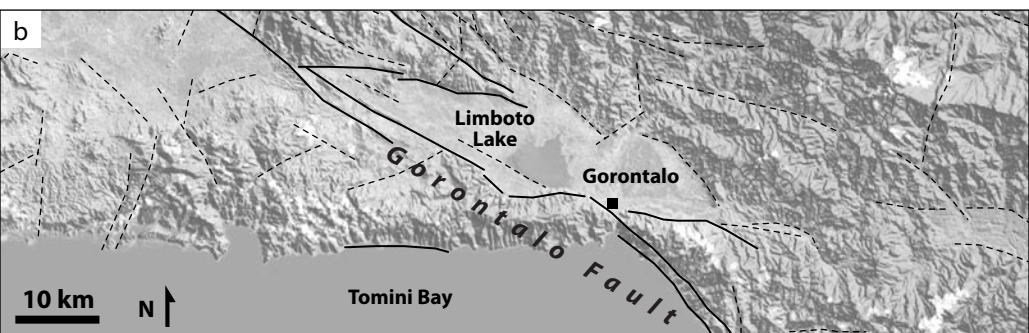 b
Limboto
Lake
Gorontalo
Gorontalo Fault
Tomini Bay
10 km
N